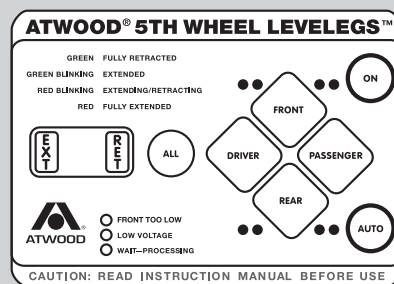 ATWOOD® 5TH WHEEL LEVELEGS™
GREEN FULLY RETRACTED
GREEN BLINKING EXTENDED
RED BLINKING EXTENDING/RETRACTING
RED FULLY EXTENDED
ON
FRONT
EXT
RET
ALL
DRIVER
PASSENGER
REAR
ATWOOD
FRONT TOO LOW
LOW VOLTAGE
WAIT–PROCESSING
AUTO
CAUTION: READ INSTRUCTION MANUAL BEFORE USE